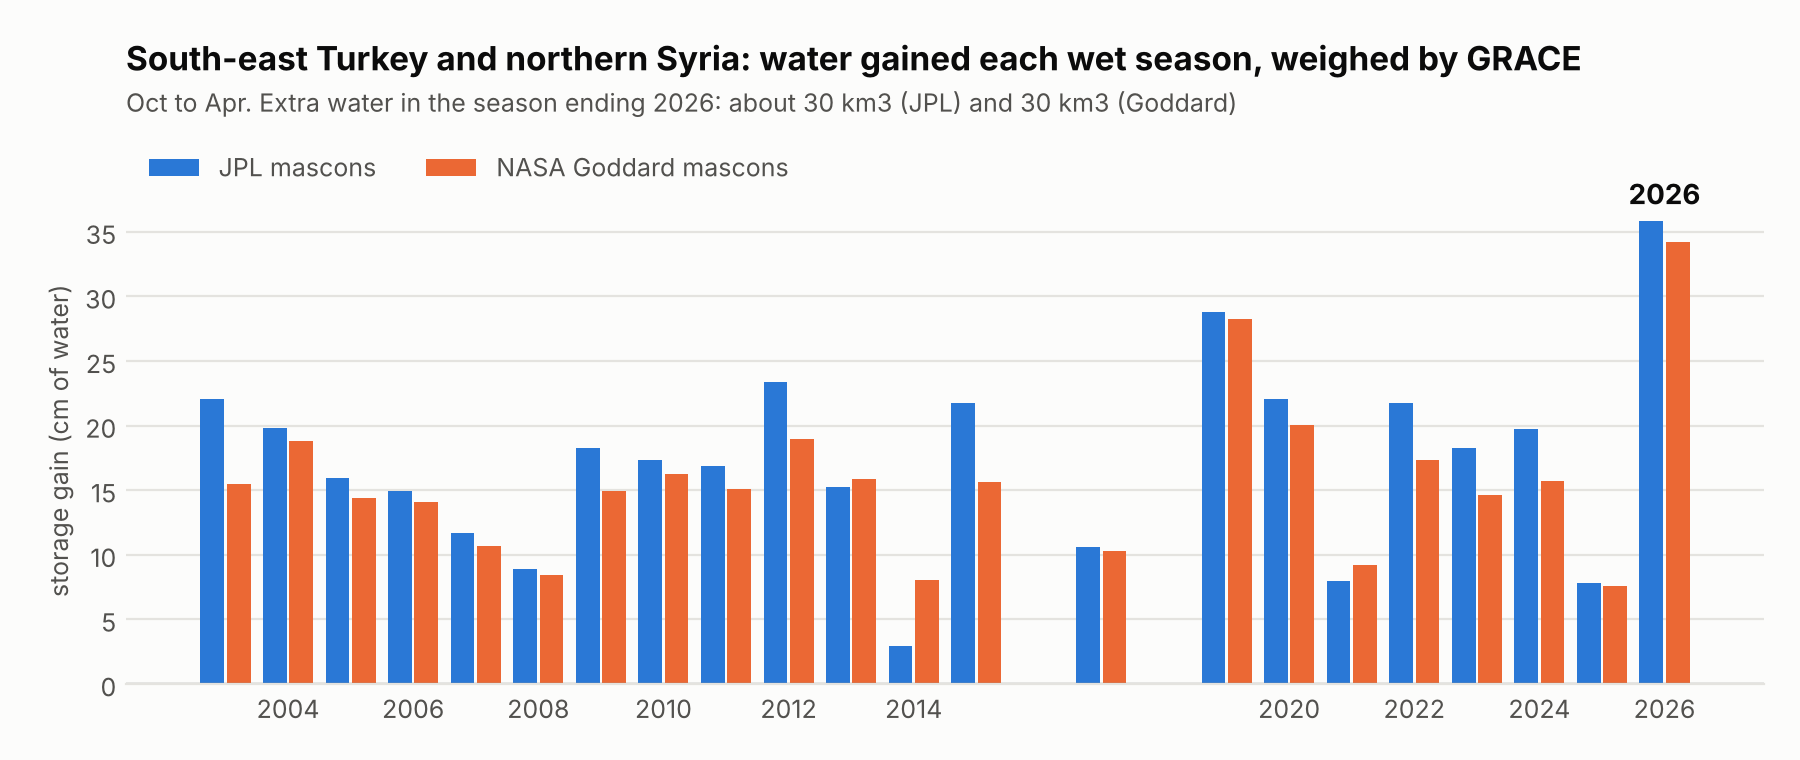 South-east Turkey and northern Syria: water gained each wet season, weighed by GRACE
Oct to Apr. Extra water in the season ending 2026: about 30 km3 (JPL) and 30 km3 (Goddard)
JPL mascons
NASA Goddard mascons
2026
storage gain (cm of water)
35
30
25
20
15
10
5
0
2004 2006 2008 2010 2012 2014 2020 2022 2024 2026